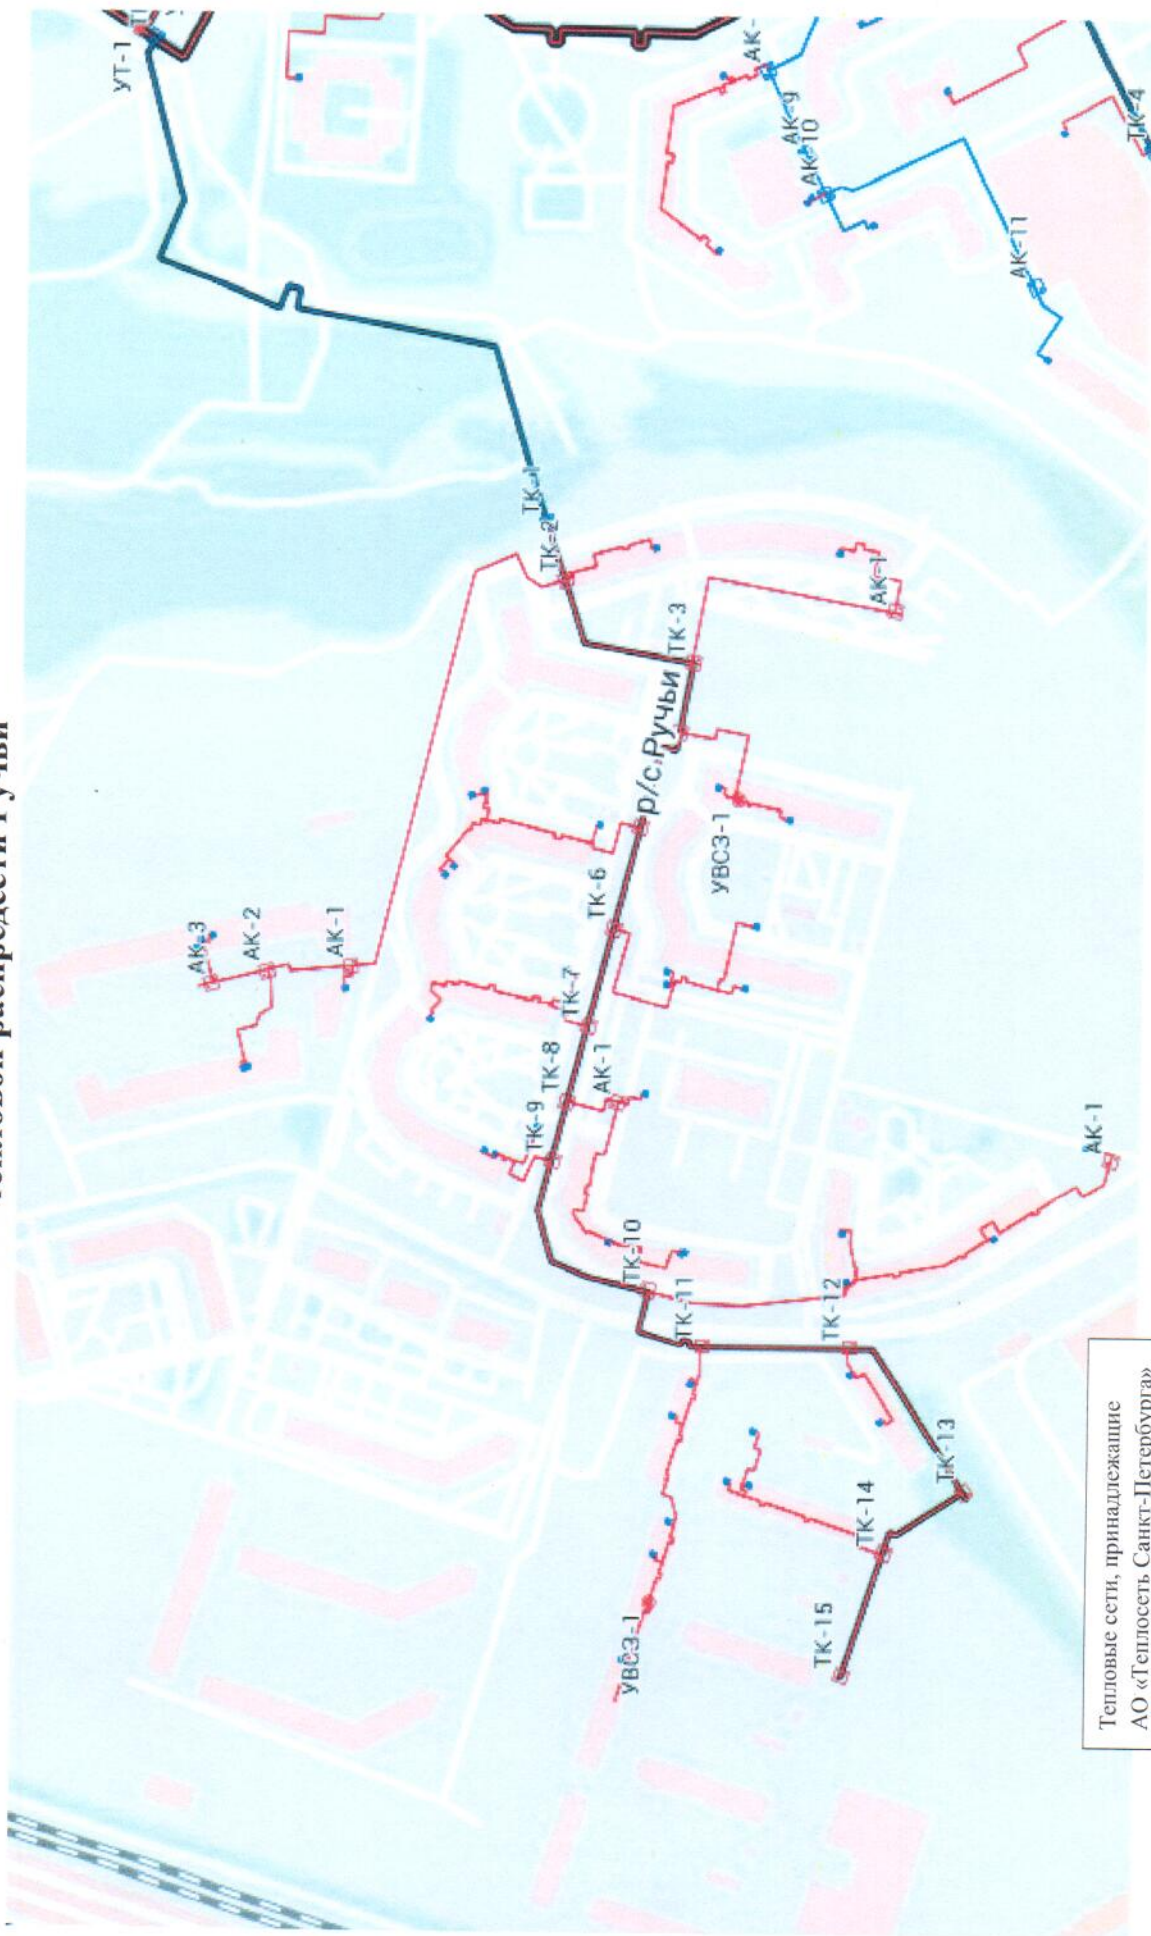 тепловой распредсети Ручьи
УТ-1
АК-3
АК-2
АК-1
ТК-9
ТК-1
ТК-2
ТК-8
ТК-7
ТК-6
АК-1
УВСЗ-1
ТК-10
р/с Ручьи
ТК-3
ТК-11
УВСЗ-1
АК-
АК-9
АК-10
ТК-15
ТК-12
ТК-14
АК-1
ТК-13
АК-11
АК-1
ТК-4
Тепловые сети, принадлежащие
АО «Теплосеть Санкт-Петербурга»